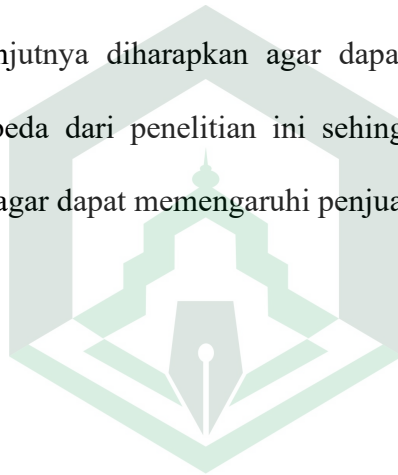 njutnya diharapkan agar dapa
beda dari penelitian ini sehing
agar dapat memengaruhi penjua